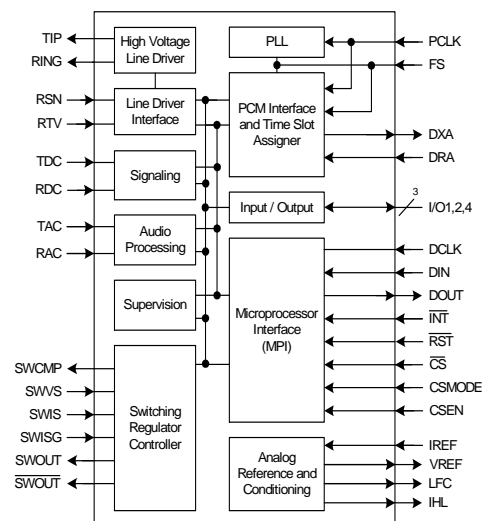 TIP
RING
RSN
RTV
TDC
RDC
TAC
RAC
SWCMP
SWVS
SWIS
SWISG
SWOUT
SWOUT
High Voltage
Line Driver
Line Driver
Interface
Signaling
Audio
Processing
Supervision
Switching
Regulator
Controller
PLL
PCM Interface
and Time Slot
Assigner
Input / Output
Microprocessor
Interface
(MPI)
Analog
Reference and
Conditioning
PCLK
FS
DXA
DRA
3
I/O1,2,4
DCLK
DIN
DOUT
INT
RST
CS
CSMODE
CSEN
IREF
VREF
LFC
IHL